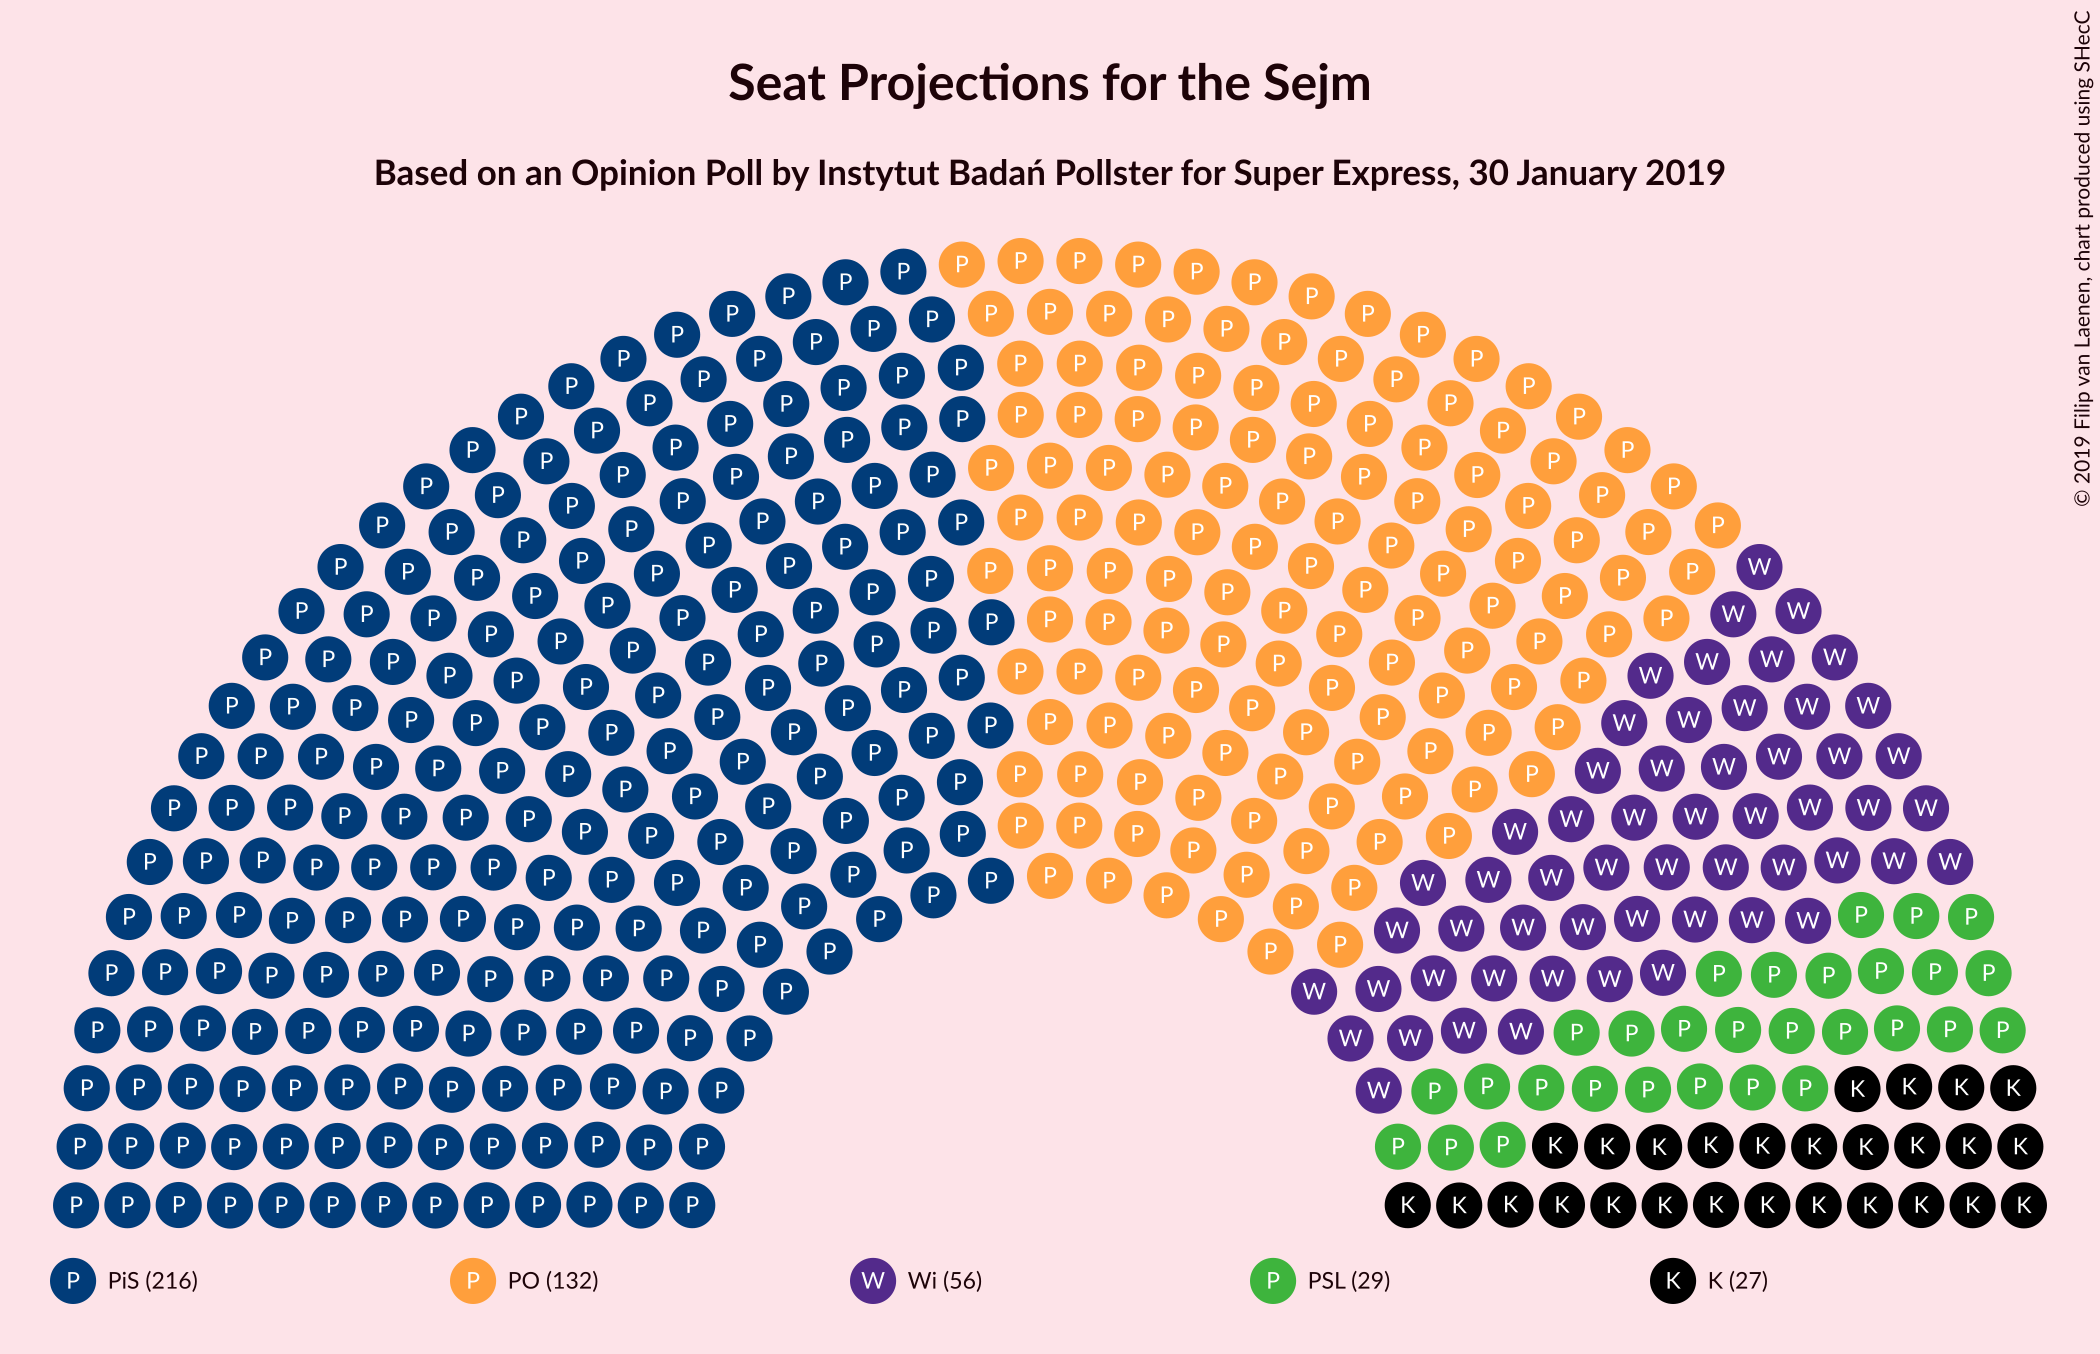 Seat Projections for the Sejm
Based on an Opinion Poll by Instytut Badań Pollster for Super Express, 30 January 2019
© 2019 Filip van Laenen, chart produced using SHecC
P PiS (216)
P PO (132)
W Wi (56)
P PSL (29)
K K (27)